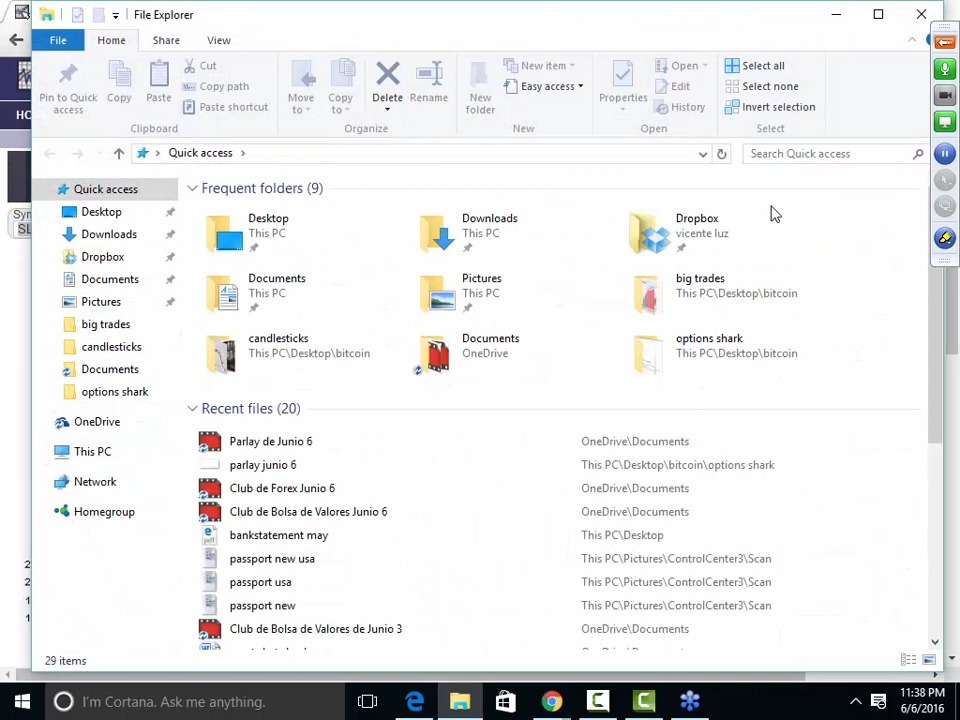 File Explorer
File Home Share View
Pin to Quick access
Copy
Paste
Cut
Copy path
Paste shortcut
Clipboard
Move to
Copy to
Delete
Rename
Organize
New folder
New item
Easy access
New
Properties
Open
Edit
History
Open
Select all
Select none
Invert selection
Select
Quick access
Search Quick access
Quick access
Desktop
Downloads
Dropbox
Documents
Pictures
big trades
candlesticks
Documents
options shark
OneDrive
This PC
Network
Homegroup
Frequent folders (9)
Desktop
This PC
Downloads
This PC
Dropbox
vicente luz
Documents
This PC
Pictures
This PC
big trades
This PC\Desktop\bitcoin
candlesticks
This PC\Desktop\bitcoin
Documents
OneDrive
options shark
This PC\Desktop\bitcoin
Recent files (20)
Parlay de Junio 6 OneDrive\Documents
parlay junio 6 This PC\Desktop\bitcoin\options shark
Club de Forex Junio 6 OneDrive\Documents
Club de Bolsa de Valores Junio 6 OneDrive\Documents
bankstatement may This PC\Desktop
passport new usa This PC\Pictures\ControlCenter3\Scan
passport usa This PC\Pictures\ControlCenter3\Scan
passport new This PC\Pictures\ControlCenter3\Scan
Club de Bolsa de Valores de Junio 3 OneDrive\Documents
29 items
I'm Cortana. Ask me anything.
11:38 PM
6/6/2016